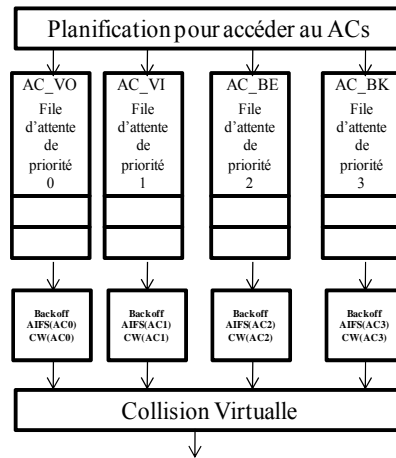 Planification pour accéder au ACs
AC_VO
File
d'attente
de
priorité
0
AC_VI
File
d'attente
de
priorité
1
AC_BE
File
d'attente
de
priorité
2
AC_BK
File
d'attente
de
priorité
3
Backoff
AIFS(AC0)
CW(AC0)
Backoff
AIFS(AC1)
CW(AC1)
Backoff
AIFS(AC2)
CW(AC2)
Backoff
AIFS(AC3)
CW(AC3)
Collision Virtualle